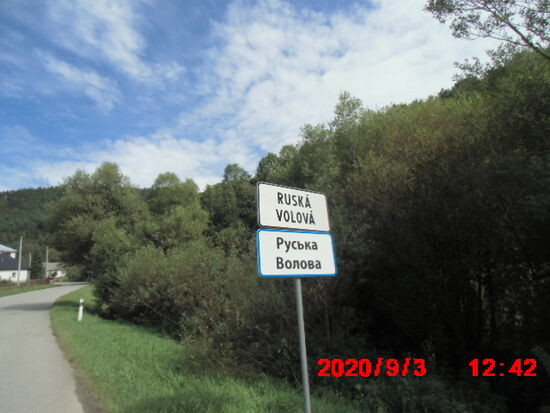 RUSKÁ
VOLOVÁ
Руська
Волова
2020/9/3 12:42